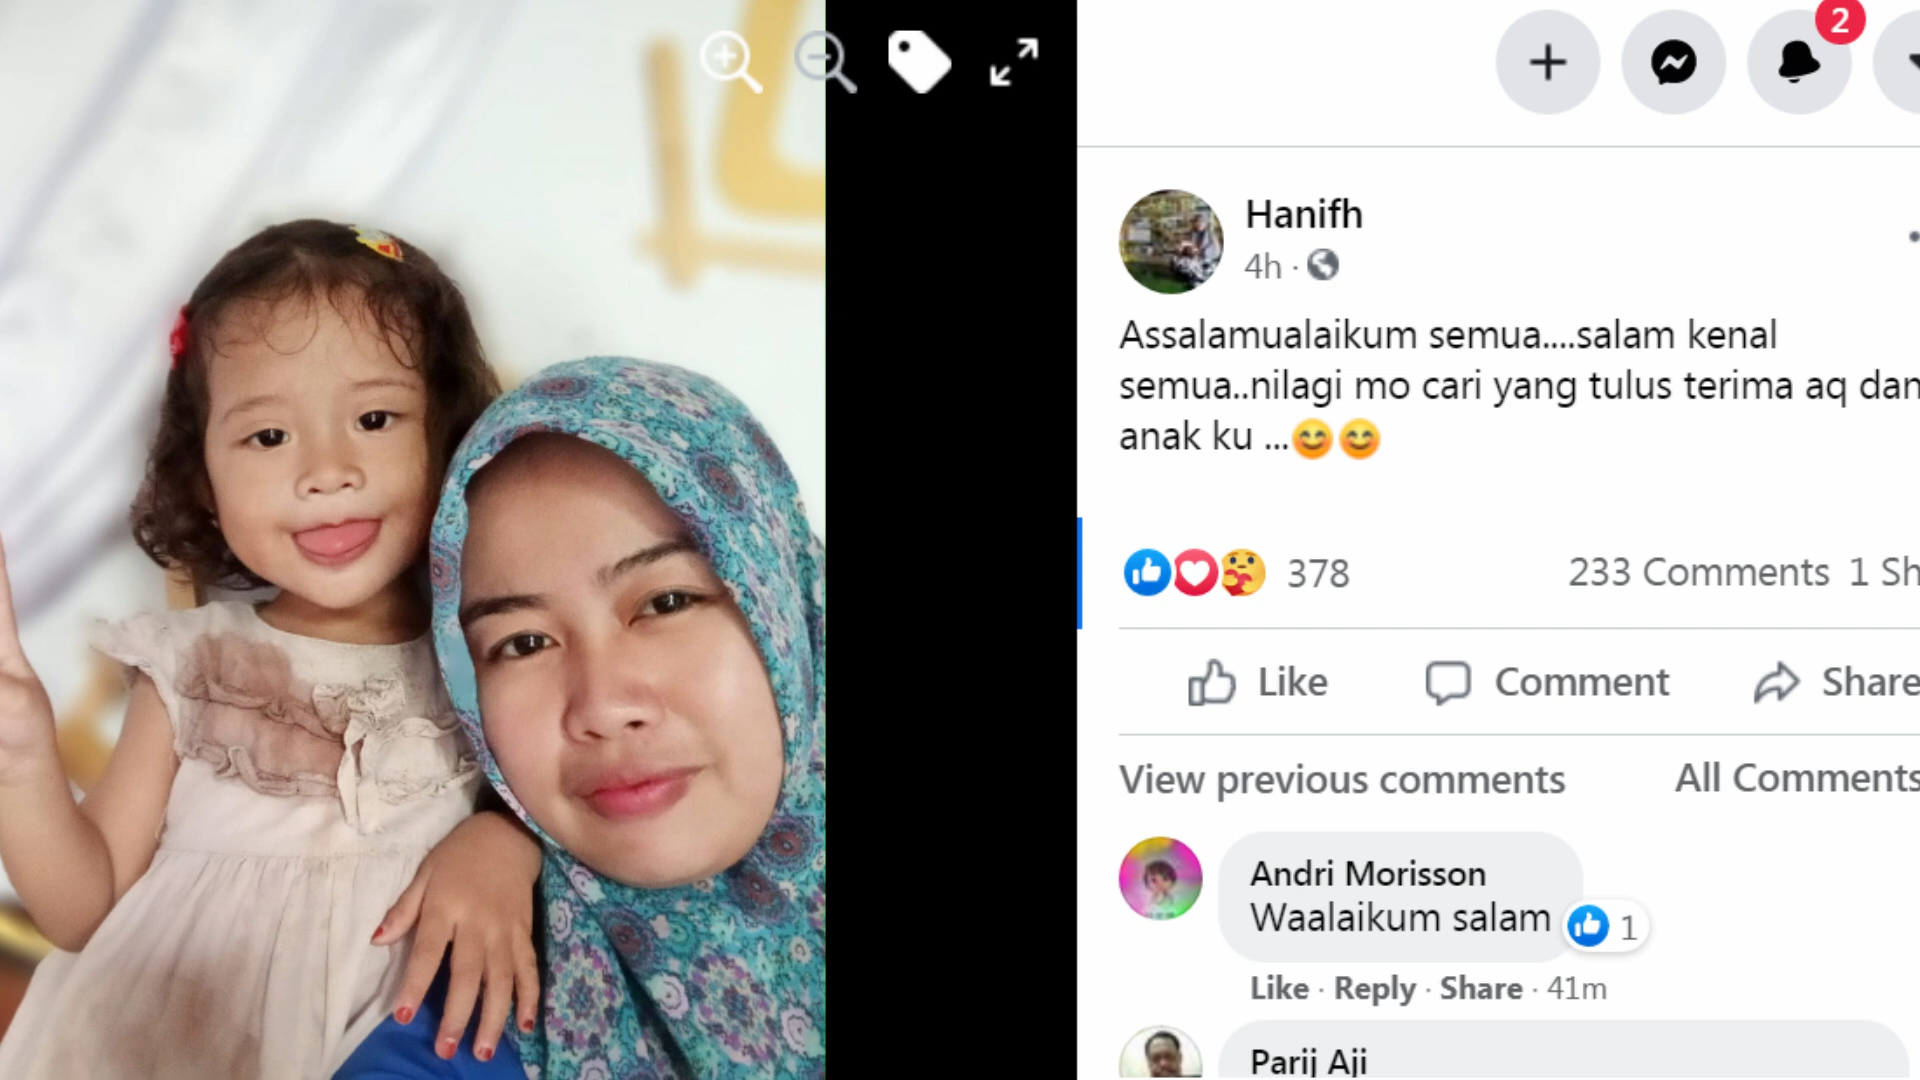 2
Hanifh
4h ·
Assalamualaikum semua....salam kenal
semua..nilagi mo cari yang tulus terima aq dan
anak ku ...😊😊
378 233 Comments 1 Sh
Like Comment Share
View previous comments All Comments
Andri Morisson
Waalaikum salam
1
Like · Reply · Share · 41m
Parij Aji